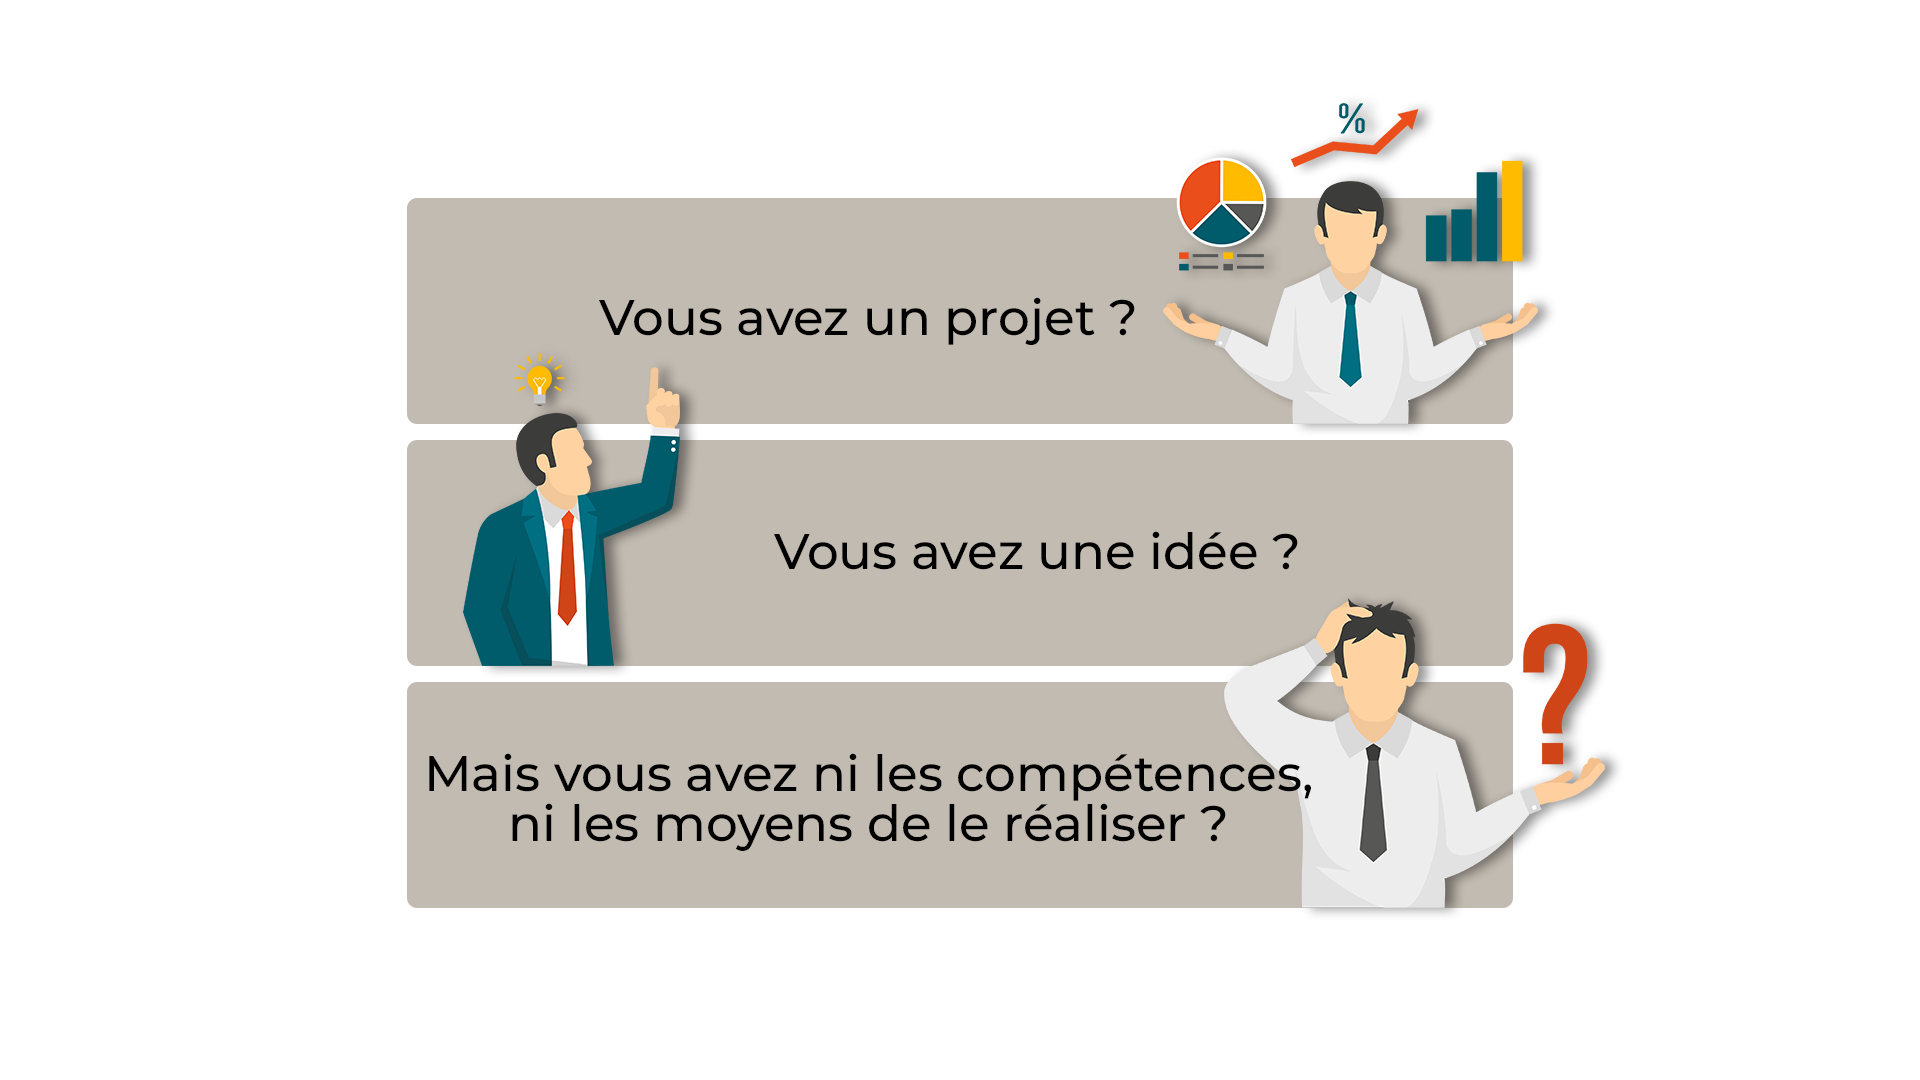 %
Vous avez un projet ?
Vous avez une idée ?
?
Mais vous avez ni les compétences,
ni les moyens de le réaliser ?